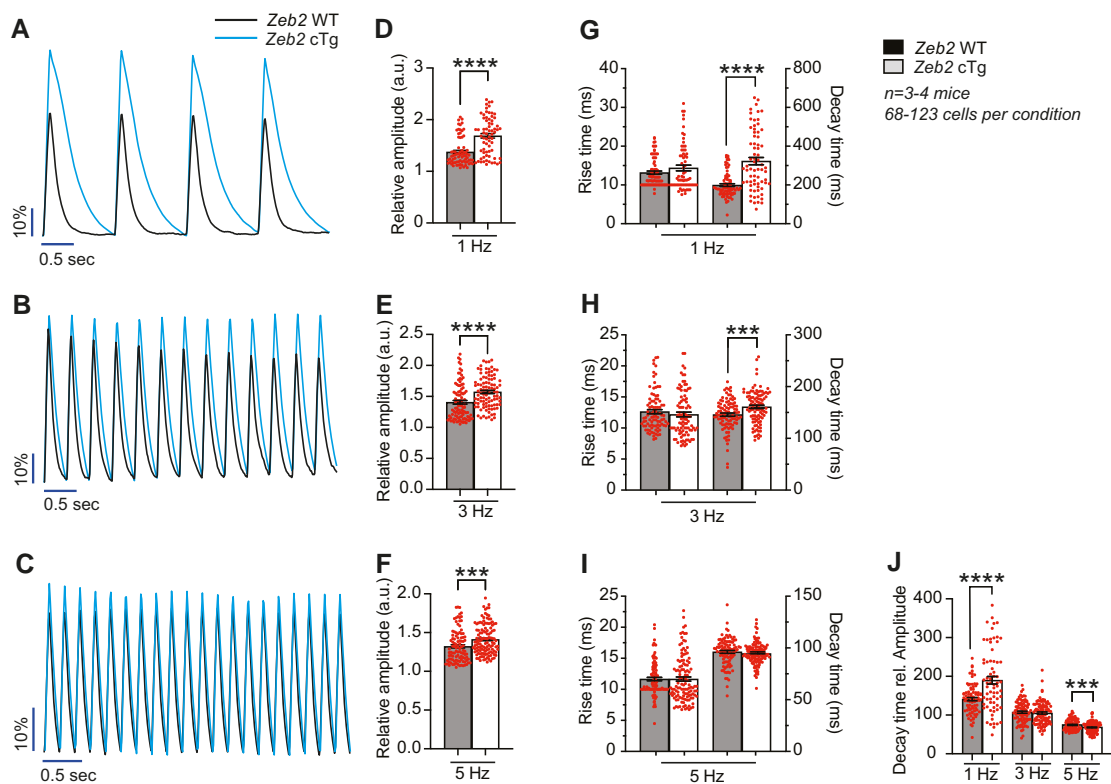 A
Zeb2 WT
Zeb2 cTg
10%
0.5 sec
D
Relative amplitude (a.u.)
3
2
1
0
****
1 Hz
G
Rise time (ms)
40
30
20
10
0
****
800
600
400
200
0
Decay time (ms)
1 Hz
Zeb2 WT
Zeb2 cTg
n=3-4 mice
68-123 cells per condition
B
10%
0.5 sec
E
Relative amplitude (a.u.)
2.5
2.0
1.5
1.0
0.5
0.0
****
3 Hz
H
Rise time (ms)
25
20
15
10
5
0
***
300
200
100
0
Decay time (ms)
3 Hz
C
10%
0.5 sec
F
Relative amplitude (a.u.)
2.0
1.5
1.0
0.5
0.0
***
5 Hz
I
Rise time (ms)
25
20
15
10
5
0
150
100
50
0
Decay time (ms)
5 Hz
J
Decay time rel. Amplitude
400
300
200
100
0
****
***
1 Hz
3 Hz
5 Hz